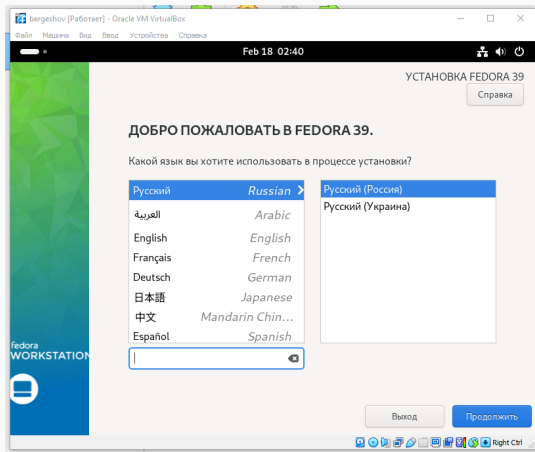 bergeshov [Работает] - Oracle VM VirtualBox
Файл Машина Вид Ввод Устройства Справка
Feb 18 02:40
УСТАНОВКА FEDORA 39
Справка
ДОБРО ПОЖАЛОВАТЬ В FEDORA 39.
Какой язык вы хотите использовать в процессе установки?
Русский Russian
العربية Arabic
English English
Français French
Deutsch German
日本語 Japanese
中文 Mandarin Chin...
Español Spanish
Русский (Россия)
Русский (Украина)
fedora
WORKSTATION
Выход
Продолжить
Right Ctrl